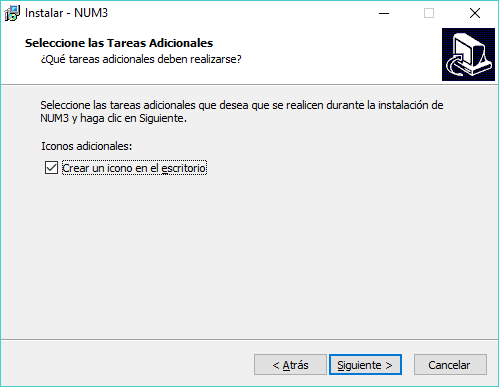 Instalar - NUM3
Seleccione las Tareas Adicionales
¿Qué tareas adicionales deben realizarse?
Seleccione las tareas adicionales que desea que se realicen durante la instalación de
NUM3 y haga clic en Siguiente.
Iconos adicionales:
Crear un icono en el escritorio
< Atrás
Siguiente >
Cancelar